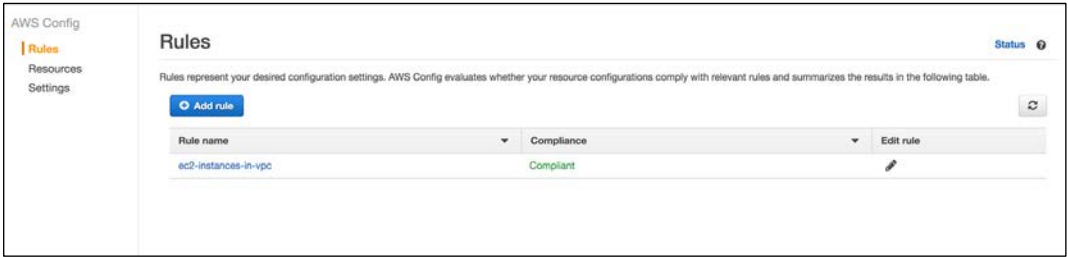 AWS Config
Rules
Resources
Settings
Rules
Status
Rules represent your desired configuration settings. AWS Config evaluates whether your resource configurations comply with relevant rules and summarizes the results in the following table.
Add rule
Rule name Compliance Edit rule
ec2-instances-in-vpc Compliant